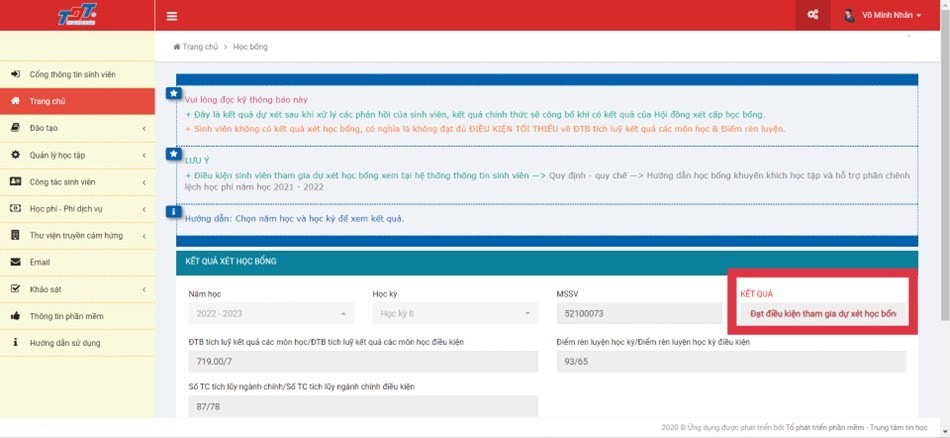 TDT
Võ Minh Nhân
Trang chủ > Học bổng
Cổng thông tin sinh viên
Trang chủ
Đào tạo
Quản lý học tập
Công tác sinh viên
Học phí - Phí dịch vụ
Thư viện truyền cảm hứng
Email
Khảo sát
Thông tin phần mềm
Hướng dẫn sử dụng
Vui lòng đọc kỹ thông báo này
+ Đây là kết quả dự xét sau khi xử lý các phản hồi của sinh viên, kết quả chính thức sẽ công bố khi có kết quả của Hội đồng xét cấp học bổng.
+ Sinh viên không có kết quả xét học bổng, có nghĩa là không đạt đủ ĐIỀU KIỆN TỐI THIỂU về ĐTB tích luỹ kết quả các môn học & Điểm rèn luyện.
LƯU Ý
+ Điều kiện sinh viên tham gia dự xét học bổng xem tại hệ thống thông tin sinh viên —> Quy định - quy chế —> Hướng dẫn học bổng khuyến khích học tập và hỗ trợ phần chênh
lệch học phí năm học 2021 - 2022
Hướng dẫn: Chọn năm học và học kỳ để xem kết quả.
KẾT QUẢ XÉT HỌC BỔNG
Năm học
Học kỳ
MSSV
KẾT QUẢ
2022 - 2023
Học kỳ II
52100073
Đạt điều kiện tham gia dự xét học bổn
ĐTB tích luỹ kết quả các môn học/ĐTB tích luỹ kết quả các môn học điều kiện
Điểm rèn luyện học kỳ/Điểm rèn luyện học kỳ điều kiện
719.00/7
93/65
Số TC tích lũy ngành chính/Số TC tích lũy ngành chính điều kiện
87/78
2020 © Ứng dụng được phát triển bởi Tổ phát triển phần mềm - Trung tâm tin học